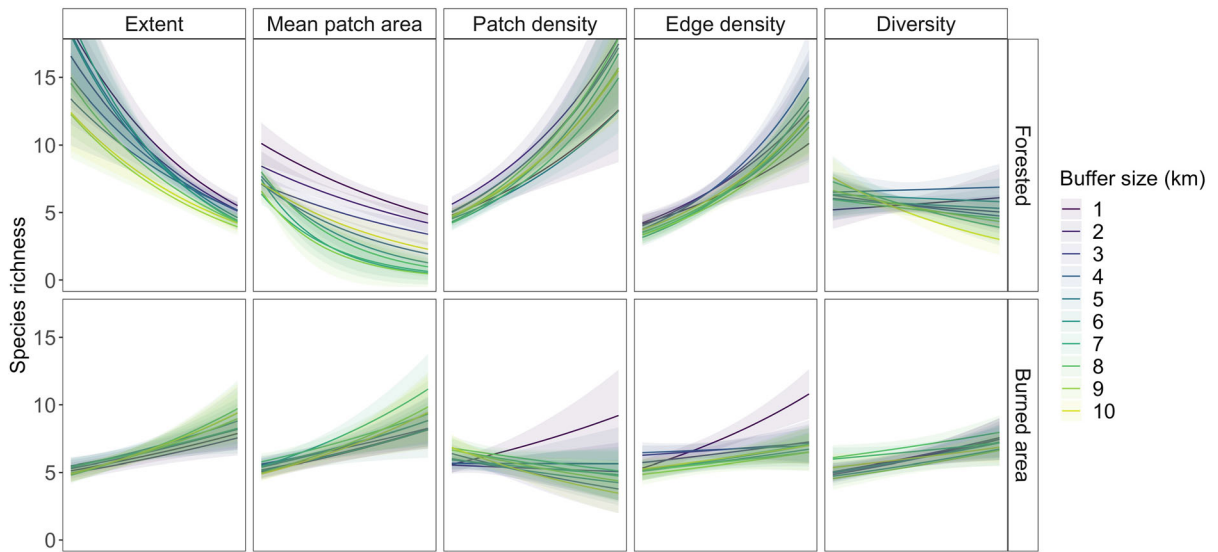 Extent
Mean patch area
Patch density
Edge density
Diversity
15
10
5
0
Forested
15
10
5
0
Burned area
Species richness
Buffer size (km)
1
2
3
4
5
6
7
8
9
10